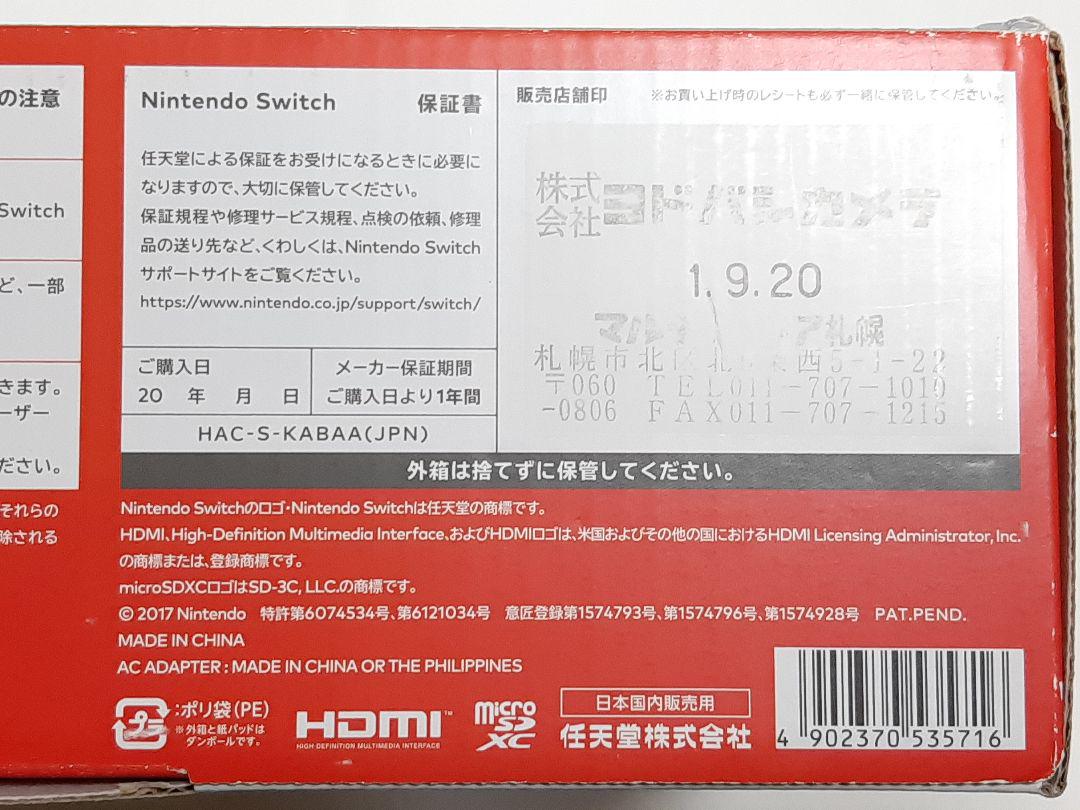 の注意
Switch
ど、一部
きます。
ーザー
ださい。
それらの
除される
Nintendo Switch 保証書
任天堂による保証をお受けになるときに必要に
なりますので、大切に保管してください。
保証規程や修理サービス規程、点検の依頼、修理
品の送り先など、くわしくは、Nintendo Switch
サポートサイトをご覧ください。
https://www.nintendo.co.jp/support/switch/
ご購入日
20 年 月 日
メーカー保証期間
ご購入日より1年間
HAC-S-KABAA(JPN)
販売店舗印 ※お買い上げ時のレシートも必ず一緒に保管してください。
株式会社ヨドバシカメラ
1.9.20
マルチ ア札幌
札幌市北区北 西5-1-22
〒060 TEL011-707-1010
-0806 FAX011-707-1215
外箱は捨てずに保管してください。
Nintendo Switchのロゴ・Nintendo Switchは任天堂の商標です。
HDMI、High-Definition Multimedia Interface、およびHDMIロゴは、米国およびその他の国におけるHDMI Licensing Administrator, Inc.
の商標または、登録商標です。
microSDXCロゴはSD-3C, LLC.の商標です。
© 2017 Nintendo 特許第6074534号、第6121034号 意匠登録第1574793号、第1574796号、第1574928号 PAT.PEND.
MADE IN CHINA
AC ADAPTER : MADE IN CHINA OR THE PHILIPPINES
プラ :ポリ袋(PE)
※外箱と紙パッドは
ダンボールです。
HDMI™
HIGH-DEFINITION MULTIMEDIA INTERFACE
micro SD XC
日本国内販売用
任天堂株式会社
4 902370 535716